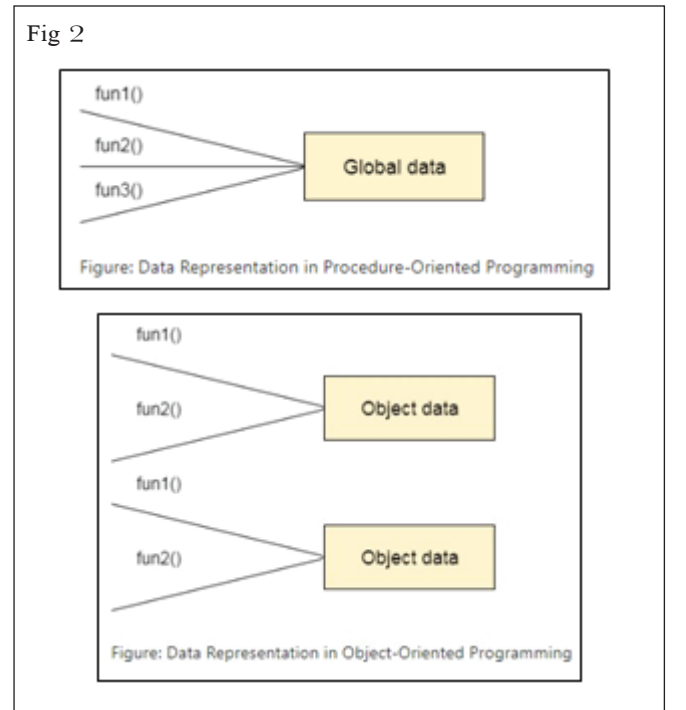 Fig 2
fun1()
fun2()
Global data
fun3()
Figure: Data Representation in Procedure-Oriented Programming
fun1()
Object data
fun2()
fun1()
fun2()
Object data
Figure: Data Representation in Object-Oriented Programming